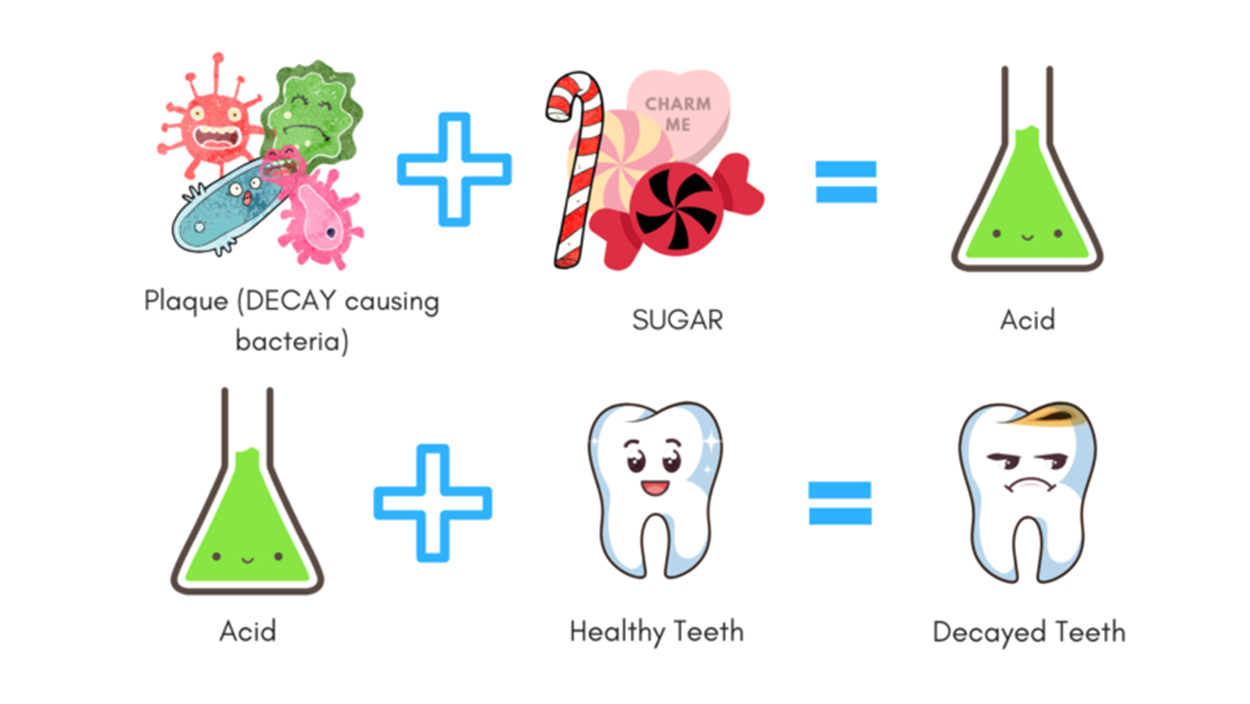 CHARM
ME
Plaque (DECAY causing
bacteria)
SUGAR
Acid
Acid
Healthy Teeth
Decayed Teeth